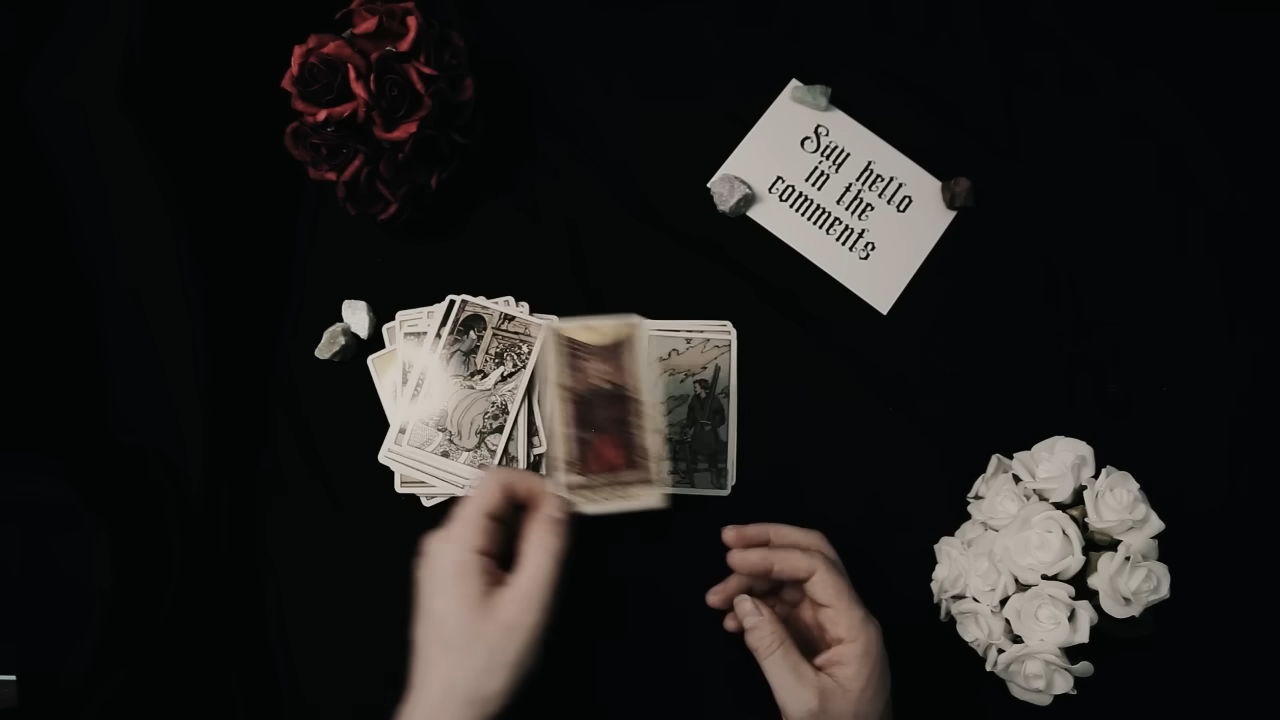 Say hello
in the
comments